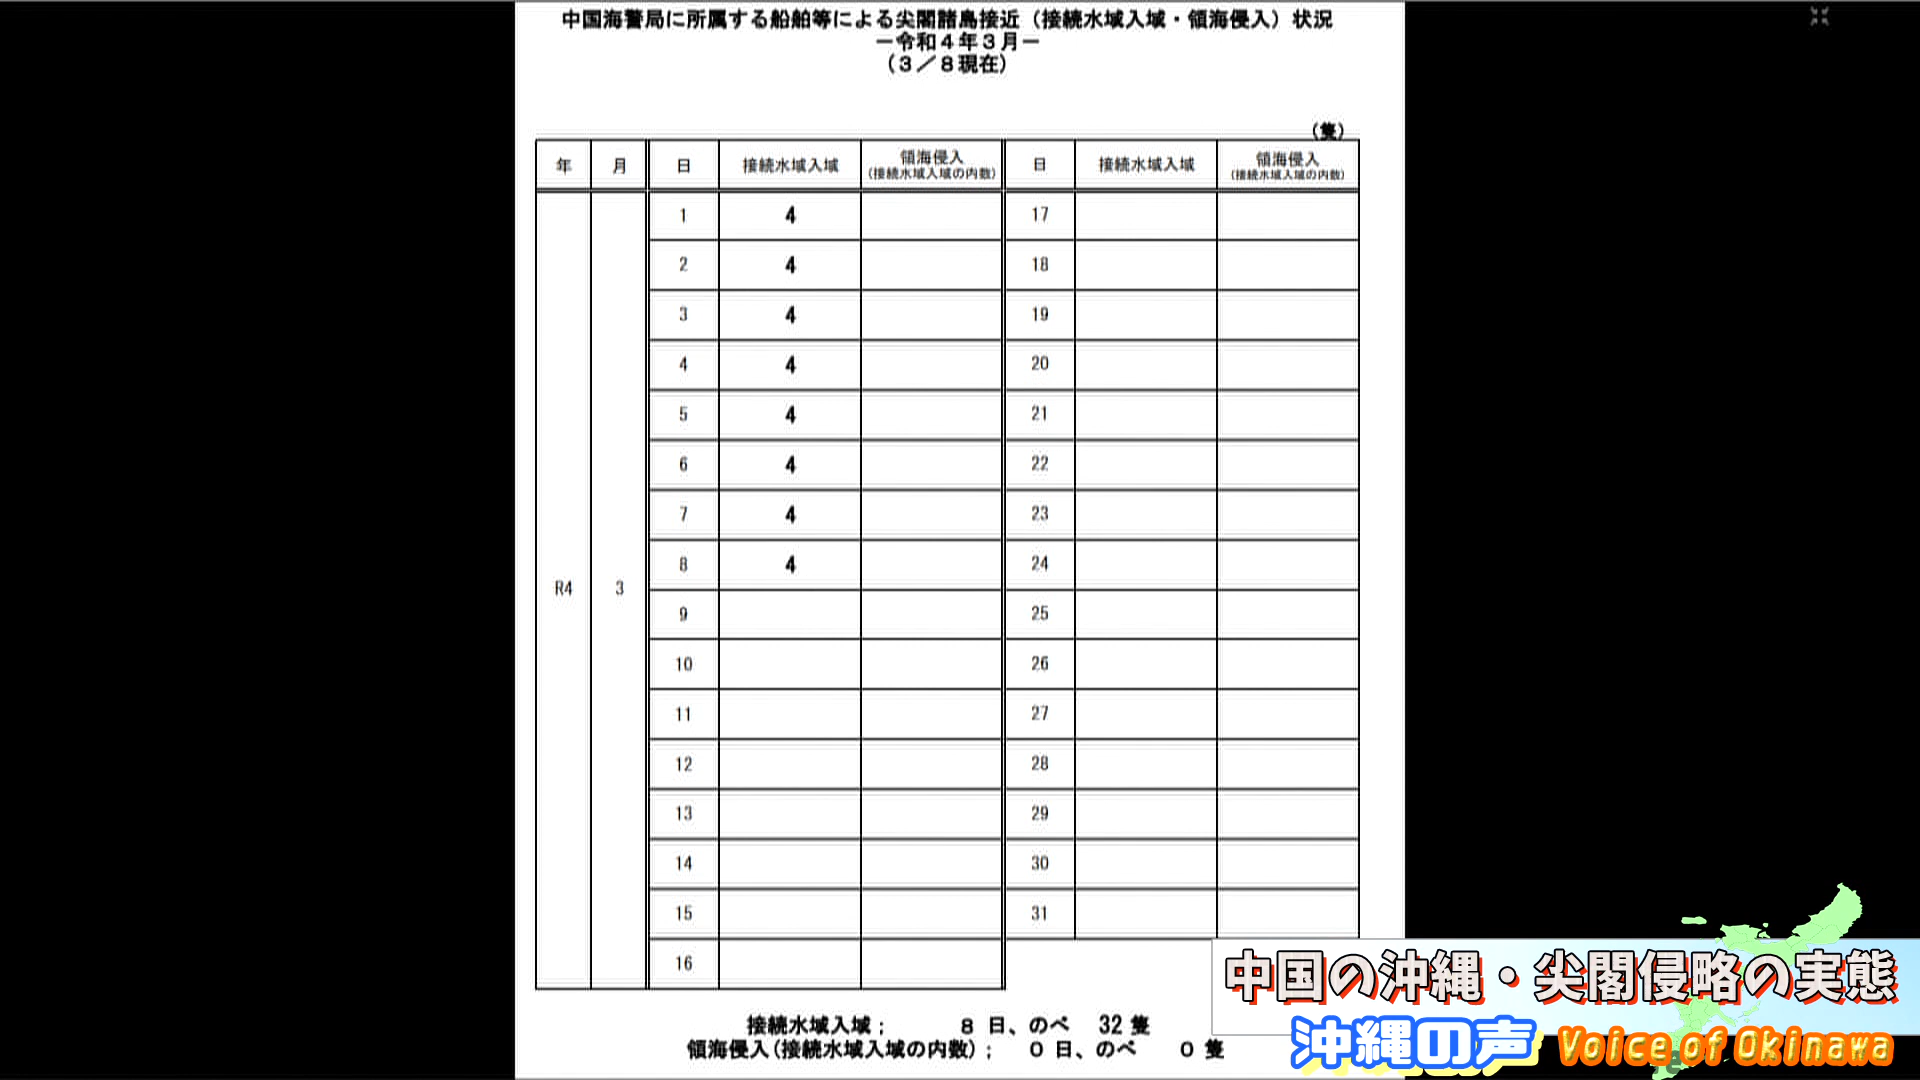 中国海警局に所属する船舶等による尖閣諸島接近（接続水域入域・領海侵入）状況
－令和４年３月－
（３／８現在）
（隻）
年 月 日 接続水域入域 領海侵入 日 接続水域入域 領海侵入
(接続水域入域の内数) (接続水域入域の内数)
1 4 17
2 4 18
3 4 19
4 4 20
5 4 21
6 4 22
7 4 23
8 4 24
R4 3
9 25
10 26
11 27
12 28
13 29
14 30
15 31
16
接続水域入域； 8 日、のべ 32 隻
領海侵入(接続水域入域の内数)； 0 日、のべ 0 隻
中国の沖縄・尖閣侵略の実態
沖縄の声 Voice of Okinawa